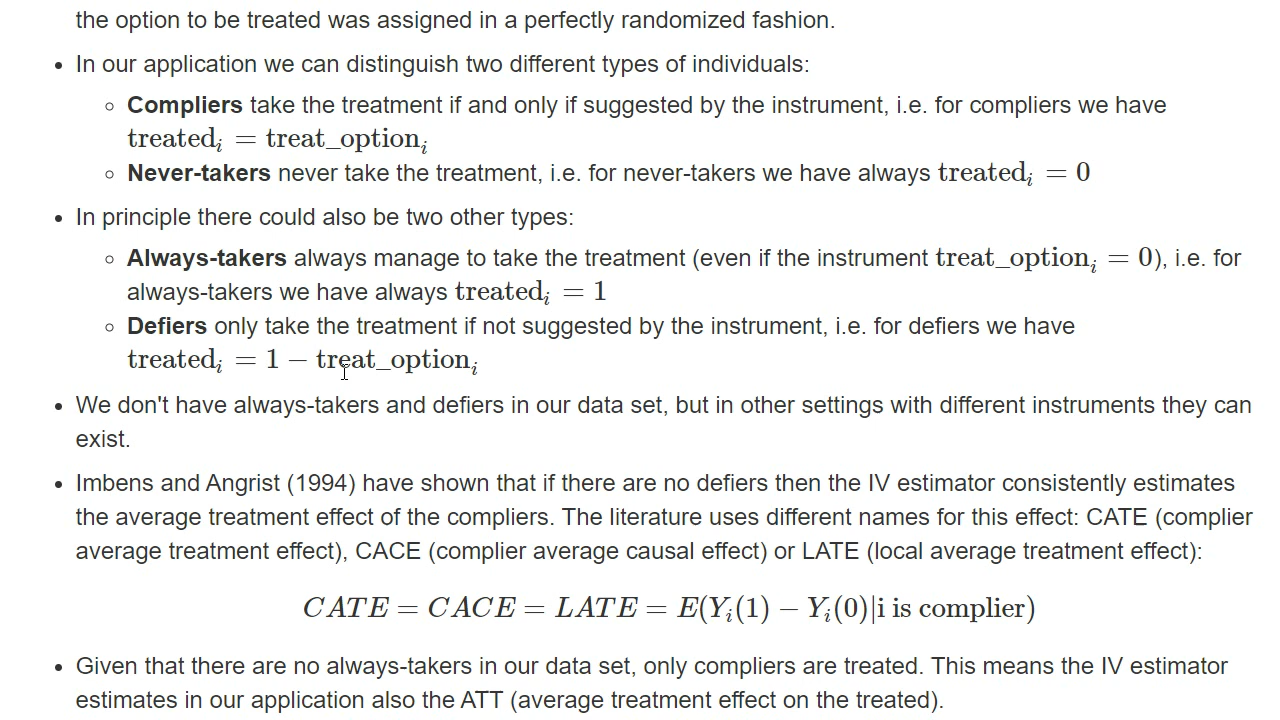 the option to be treated was assigned in a perfectly randomized fashion.
• In our application we can distinguish two different types of individuals:
○ Compliers take the treatment if and only if suggested by the instrument, i.e. for compliers we have
treatedᵢ = treat_optionᵢ
○ Never-takers never take the treatment, i.e. for never-takers we have always treatedᵢ = 0
• In principle there could also be two other types:
○ Always-takers always manage to take the treatment (even if the instrument treat_optionᵢ = 0), i.e. for
always-takers we have always treatedᵢ = 1
○ Defiers only take the treatment if not suggested by the instrument, i.e. for defiers we have
treatedᵢ = 1 − treat_optionᵢ
• We don't have always-takers and defiers in our data set, but in other settings with different instruments they can
exist.
• Imbens and Angrist (1994) have shown that if there are no defiers then the IV estimator consistently estimates
the average treatment effect of the compliers. The literature uses different names for this effect: CATE (complier
average treatment effect), CACE (complier average causal effect) or LATE (local average treatment effect):
CATE = CACE = LATE = E(Yᵢ(1) − Yᵢ(0)|i is complier)
• Given that there are no always-takers in our data set, only compliers are treated. This means the IV estimator
estimates in our application also the ATT (average treatment effect on the treated).